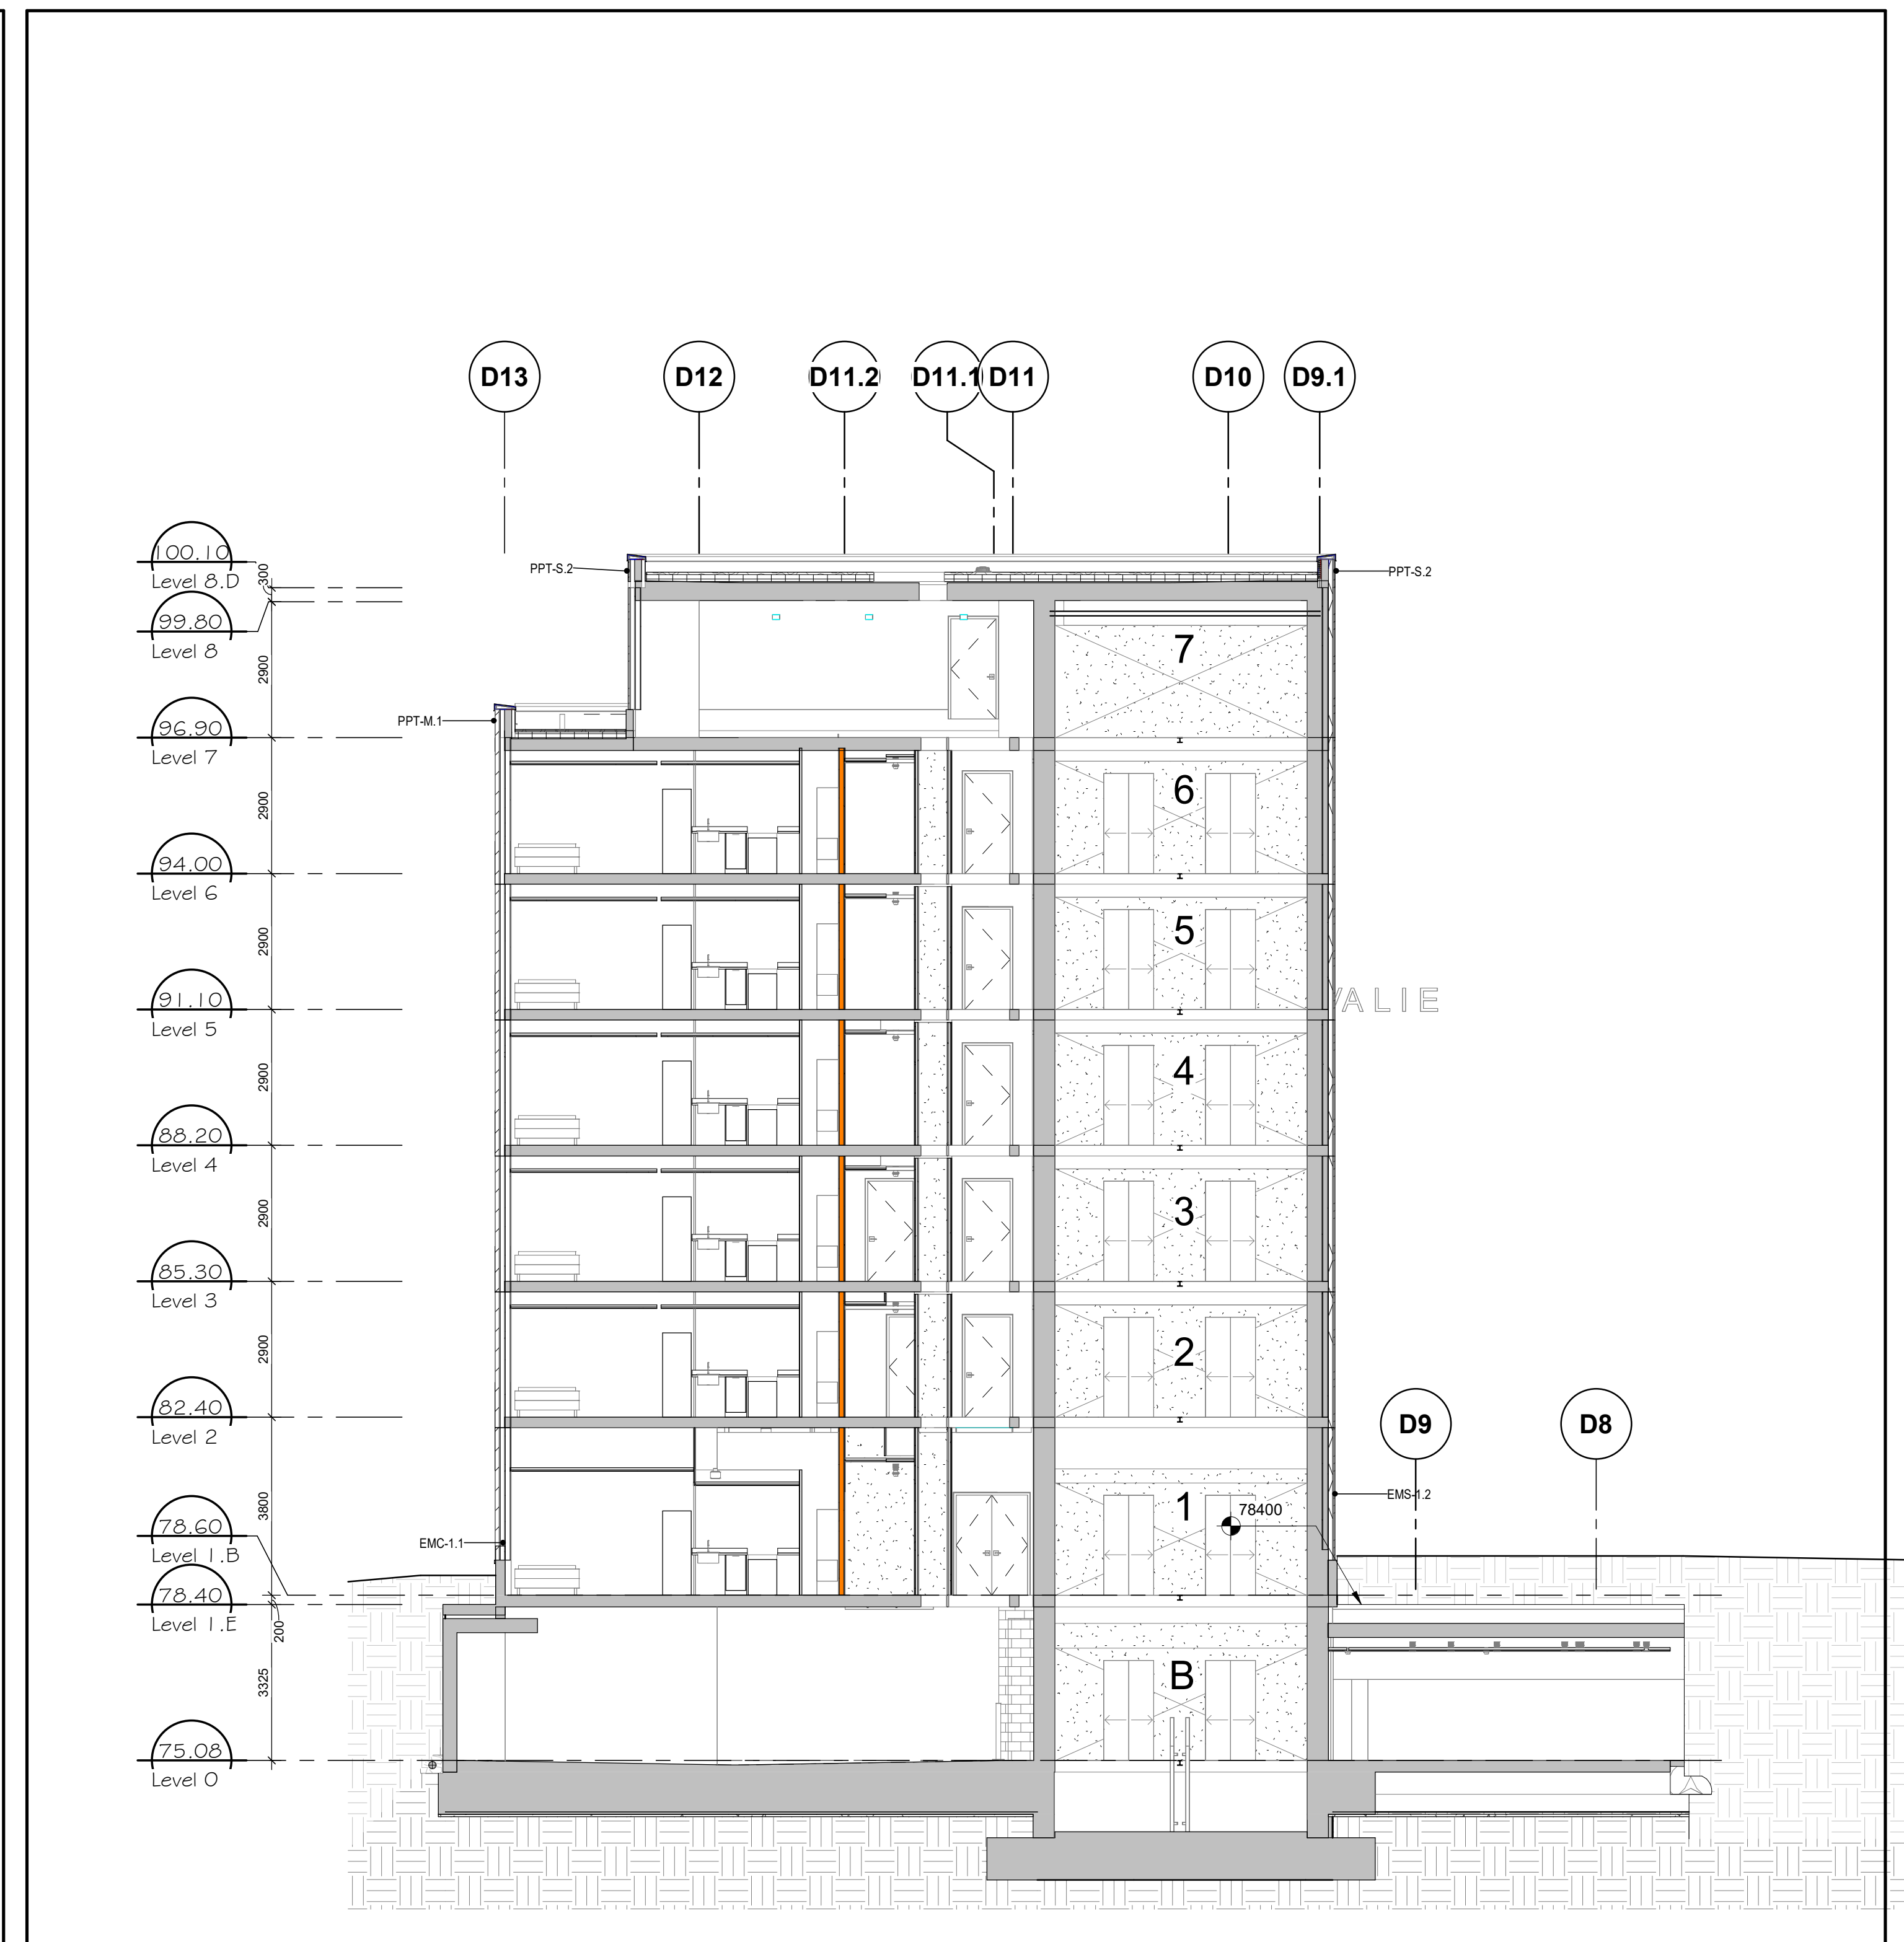 D13
D12
D11.2
D11.1
D11
D10
D9.1
100.10
Level 8.D
300
99.80
Level 8
2900
96.90
Level 7
2900
94.00
Level 6
2900
91.10
Level 5
2900
88.20
Level 4
2900
85.30
Level 3
2900
82.40
Level 2
3800
78.60
Level 1.B
78.40
Level 1.E
200
3325
75.08
Level 0
PPT-S.2
PPT-S.2
PPT-M.1
7
6
5
VALIE
4
3
2
D9
D8
1
78400
EMS-1.2
EMC-1.1
B